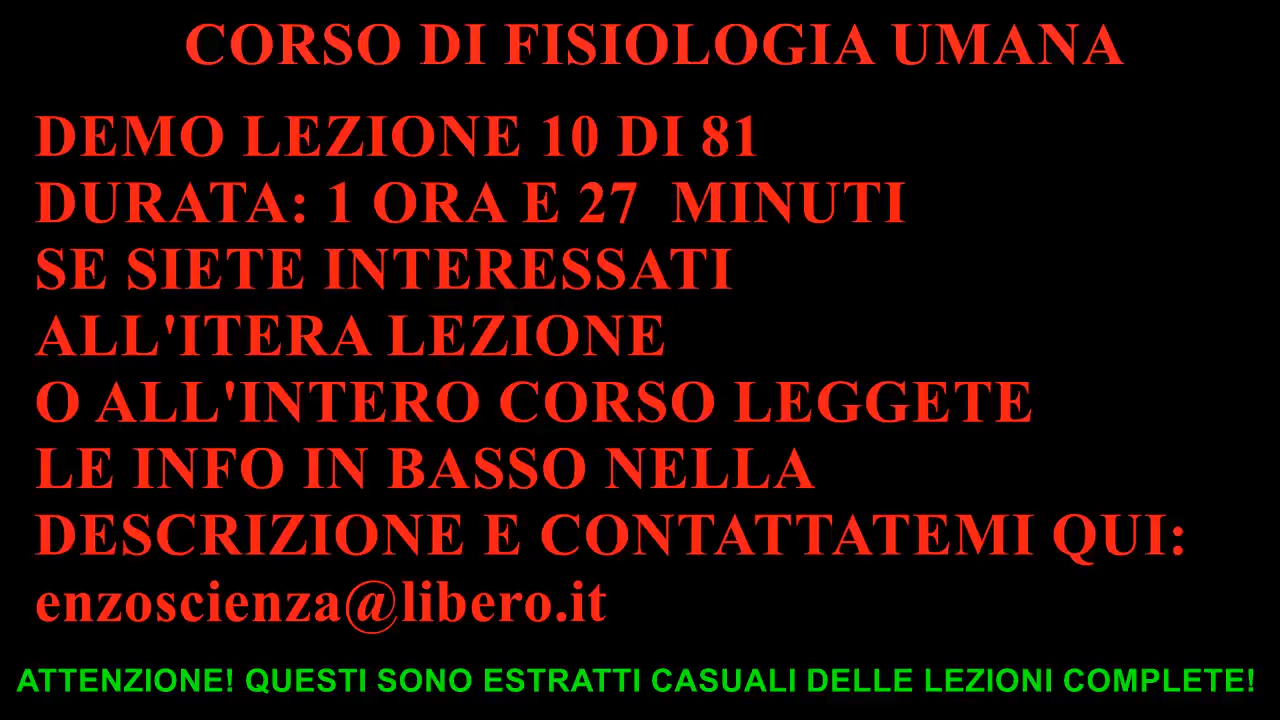 CORSO DI FISIOLOGIA UMANA
DEMO LEZIONE 10 DI 81
DURATA: 1 ORA E 27 MINUTI
SE SIETE INTERESSATI
ALL'ITERA LEZIONE
O ALL'INTERO CORSO LEGGETE
LE INFO IN BASSO NELLA
DESCRIZIONE E CONTATTATEMI QUI:
enzoscienza@libero.it
ATTENZIONE! QUESTI SONO ESTRATTI CASUALI DELLE LEZIONI COMPLETE!